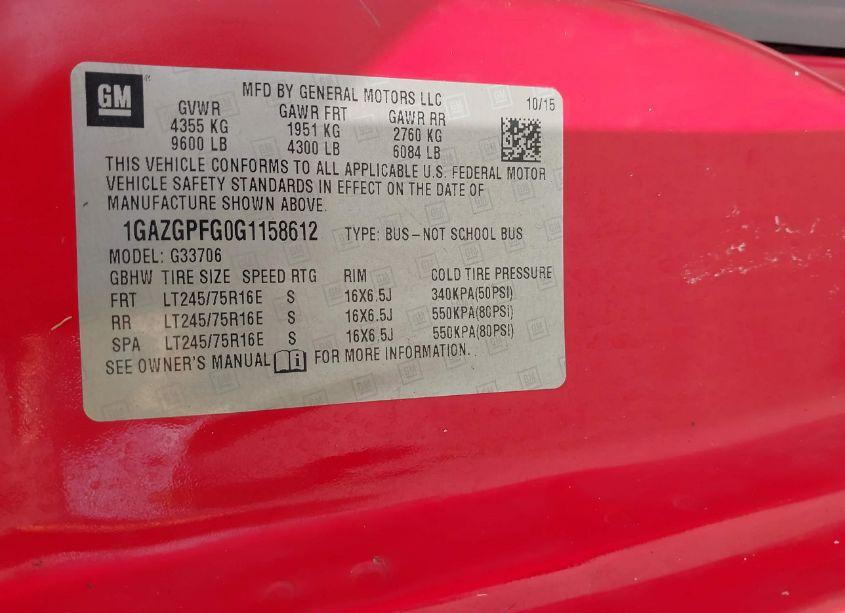 GM
MFD BY GENERAL MOTORS LLC
10/15
GVWR GAWR FRT GAWR RR
4355 KG 1951 KG 2760 KG
9600 LB 4300 LB 6084 LB
THIS VEHICLE CONFORMS TO ALL APPLICABLE U.S. FEDERAL MOTOR
VEHICLE SAFETY STANDARDS IN EFFECT ON THE DATE OF
MANUFACTURE SHOWN ABOVE.
1GAZGPFG0G1158612 TYPE: BUS-NOT SCHOOL BUS
MODEL: G33706
GBHW TIRE SIZE SPEED RTG RIM COLD TIRE PRESSURE
FRT LT245/75R16E S 16X6.5J 340KPA(50PSI)
RR LT245/75R16E S 16X6.5J 550KPA(80PSI)
SPA LT245/75R16E S 16X6.5J 550KPA(80PSI)
SEE OWNER'S MANUAL i FOR MORE INFORMATION.